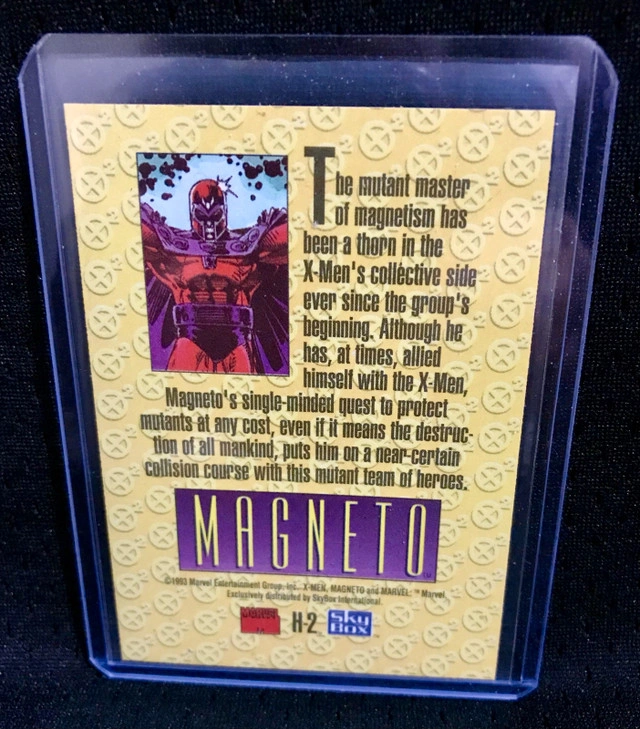 The mutant master
of magnetism has
been a thorn in the
X-Men's collective side
ever since the group's
beginning. Although he
has, at times, allied
himself with the X-Men,
Magneto's single-minded quest to protect
mutants at any cost, even if it means the destruc-
tion of all mankind, puts him on a near-certain
collision course with this mutant team of heroes.
MAGNETO
©1993 Marvel Entertainment Group, Inc. X-MEN, MAGNETO and MARVEL: ™ Marvel
Exclusively distributed by SkyBox International
H-2
SkyBox